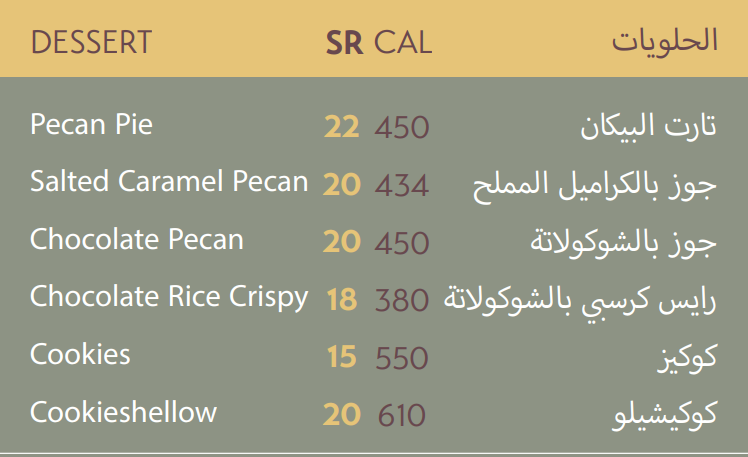 DESSERT SR CAL الحلويات
Pecan Pie 22 450 تارت البيكان
Salted Caramel Pecan 20 434 جوز بالكراميل المملح
Chocolate Pecan 20 450 جوز بالشوكولاتة
Chocolate Rice Crispy 18 380 رايس كرسبي بالشوكولاتة
Cookies 15 550 كوكيز
Cookieshellow 20 610 كوكيشيلو